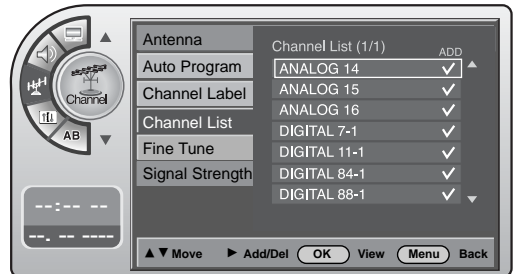 Channel
AB
--:-- --
--. -- ----
Antenna
Auto Program
Channel Label
Channel List
Fine Tune
Signal Strength
Channel List (1/1) ADD
ANALOG 14 ✓
ANALOG 15 ✓
ANALOG 16 ✓
DIGITAL 7-1 ✓
DIGITAL 11-1 ✓
DIGITAL 84-1 ✓
DIGITAL 88-1 ✓
▲▼ Move ► Add/Del OK View Menu Back